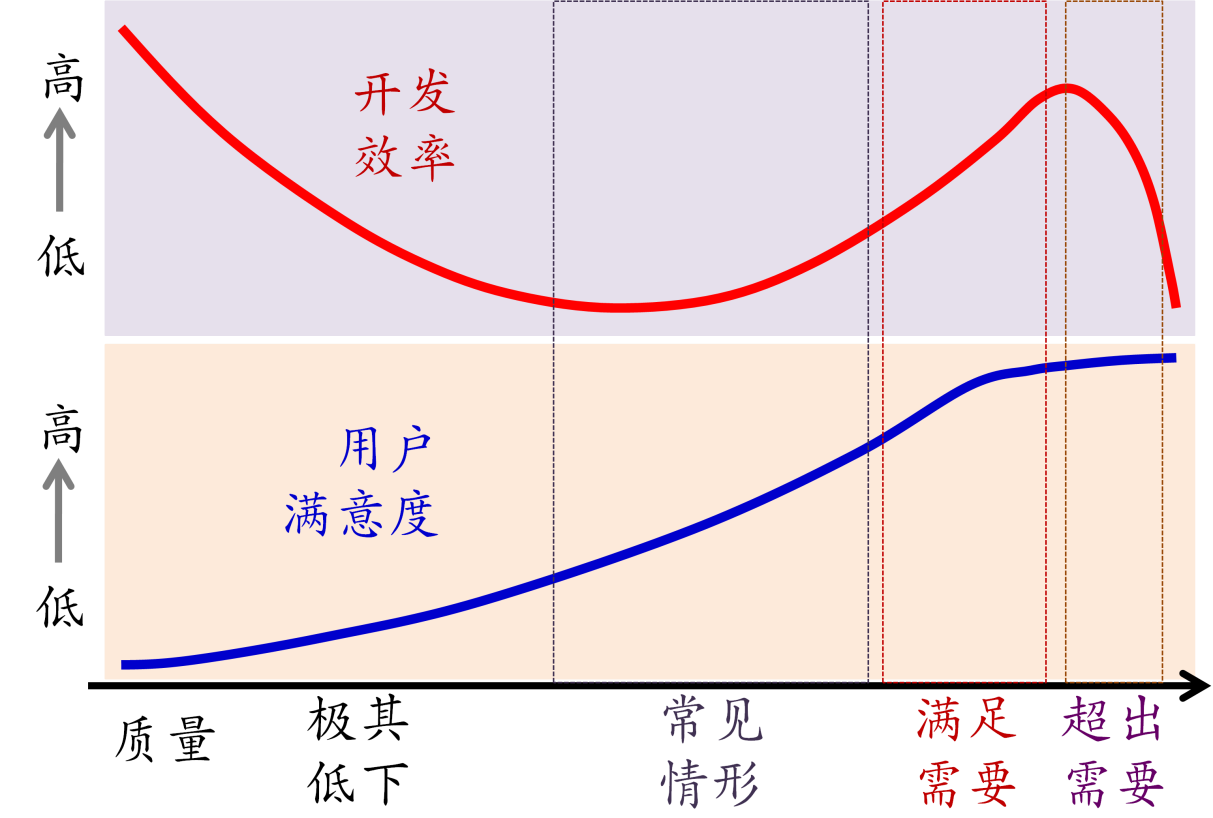 高
低
开发
效率
高
低
用户
满意度
质量
极其
低下
常见
情形
满足
需要
超出
需要